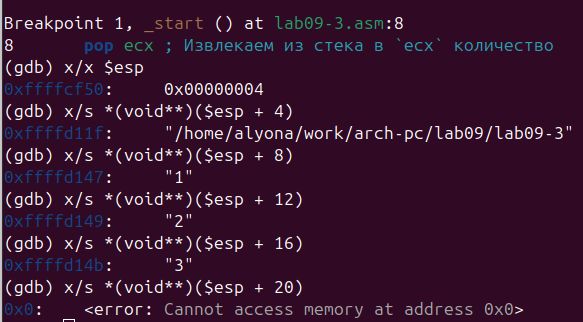 Breakpoint 1, _start () at lab09-3.asm:8
8 pop ecx ; Извлекаем из стека в `ecx` количество
(gdb) x/x $esp
0xffffcf50: 0x00000004
(gdb) x/s *(void**)($esp + 4)
0xffffd11f: "/home/alyona/work/arch-pc/lab09/lab09-3"
(gdb) x/s *(void**)($esp + 8)
0xffffd147: "1"
(gdb) x/s *(void**)($esp + 12)
0xffffd149: "2"
(gdb) x/s *(void**)($esp + 16)
0xffffd14b: "3"
(gdb) x/s *(void**)($esp + 20)
0x0: <error: Cannot access memory at address 0x0>